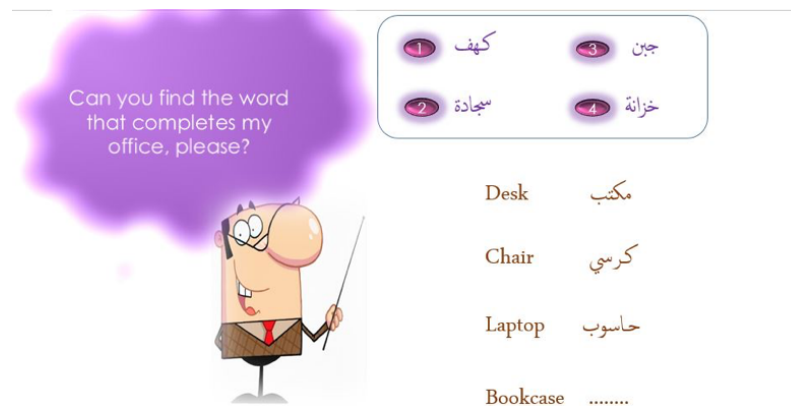 Can you find the word
that completes my
office, please?
1 كهف
3 جبن
2 سجادة
4 خزانة
Desk مكتب
Chair كرسي
Laptop حاسوب
Bookcase ........